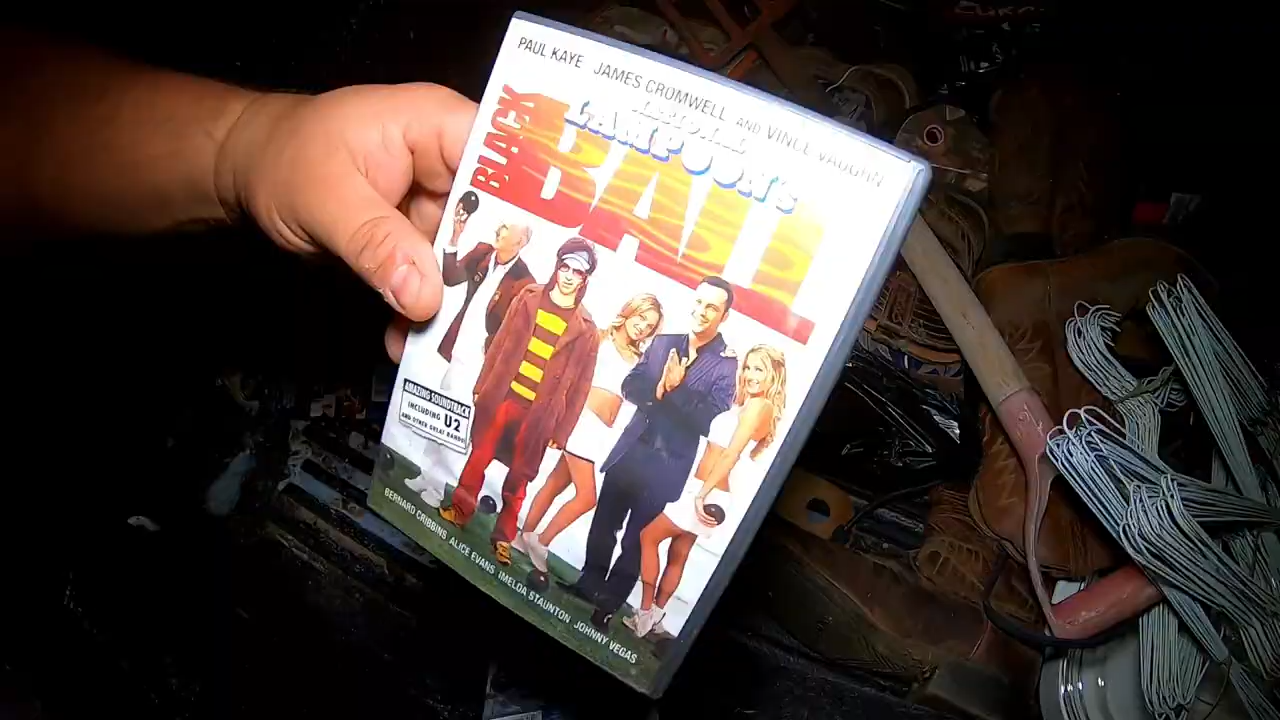 PAUL KAYE JAMES CROMWELL AND VINCE VAUGHN
NATIONAL
LAMPOON'S
BLACK
BALL
AMAZING SOUNDTRACK
INCLUDING U2
AND OTHER GREAT BANDS!
BERNARD CRIBBINS ALICE EVANS IMELDA STAUNTON JOHNNY VEGAS